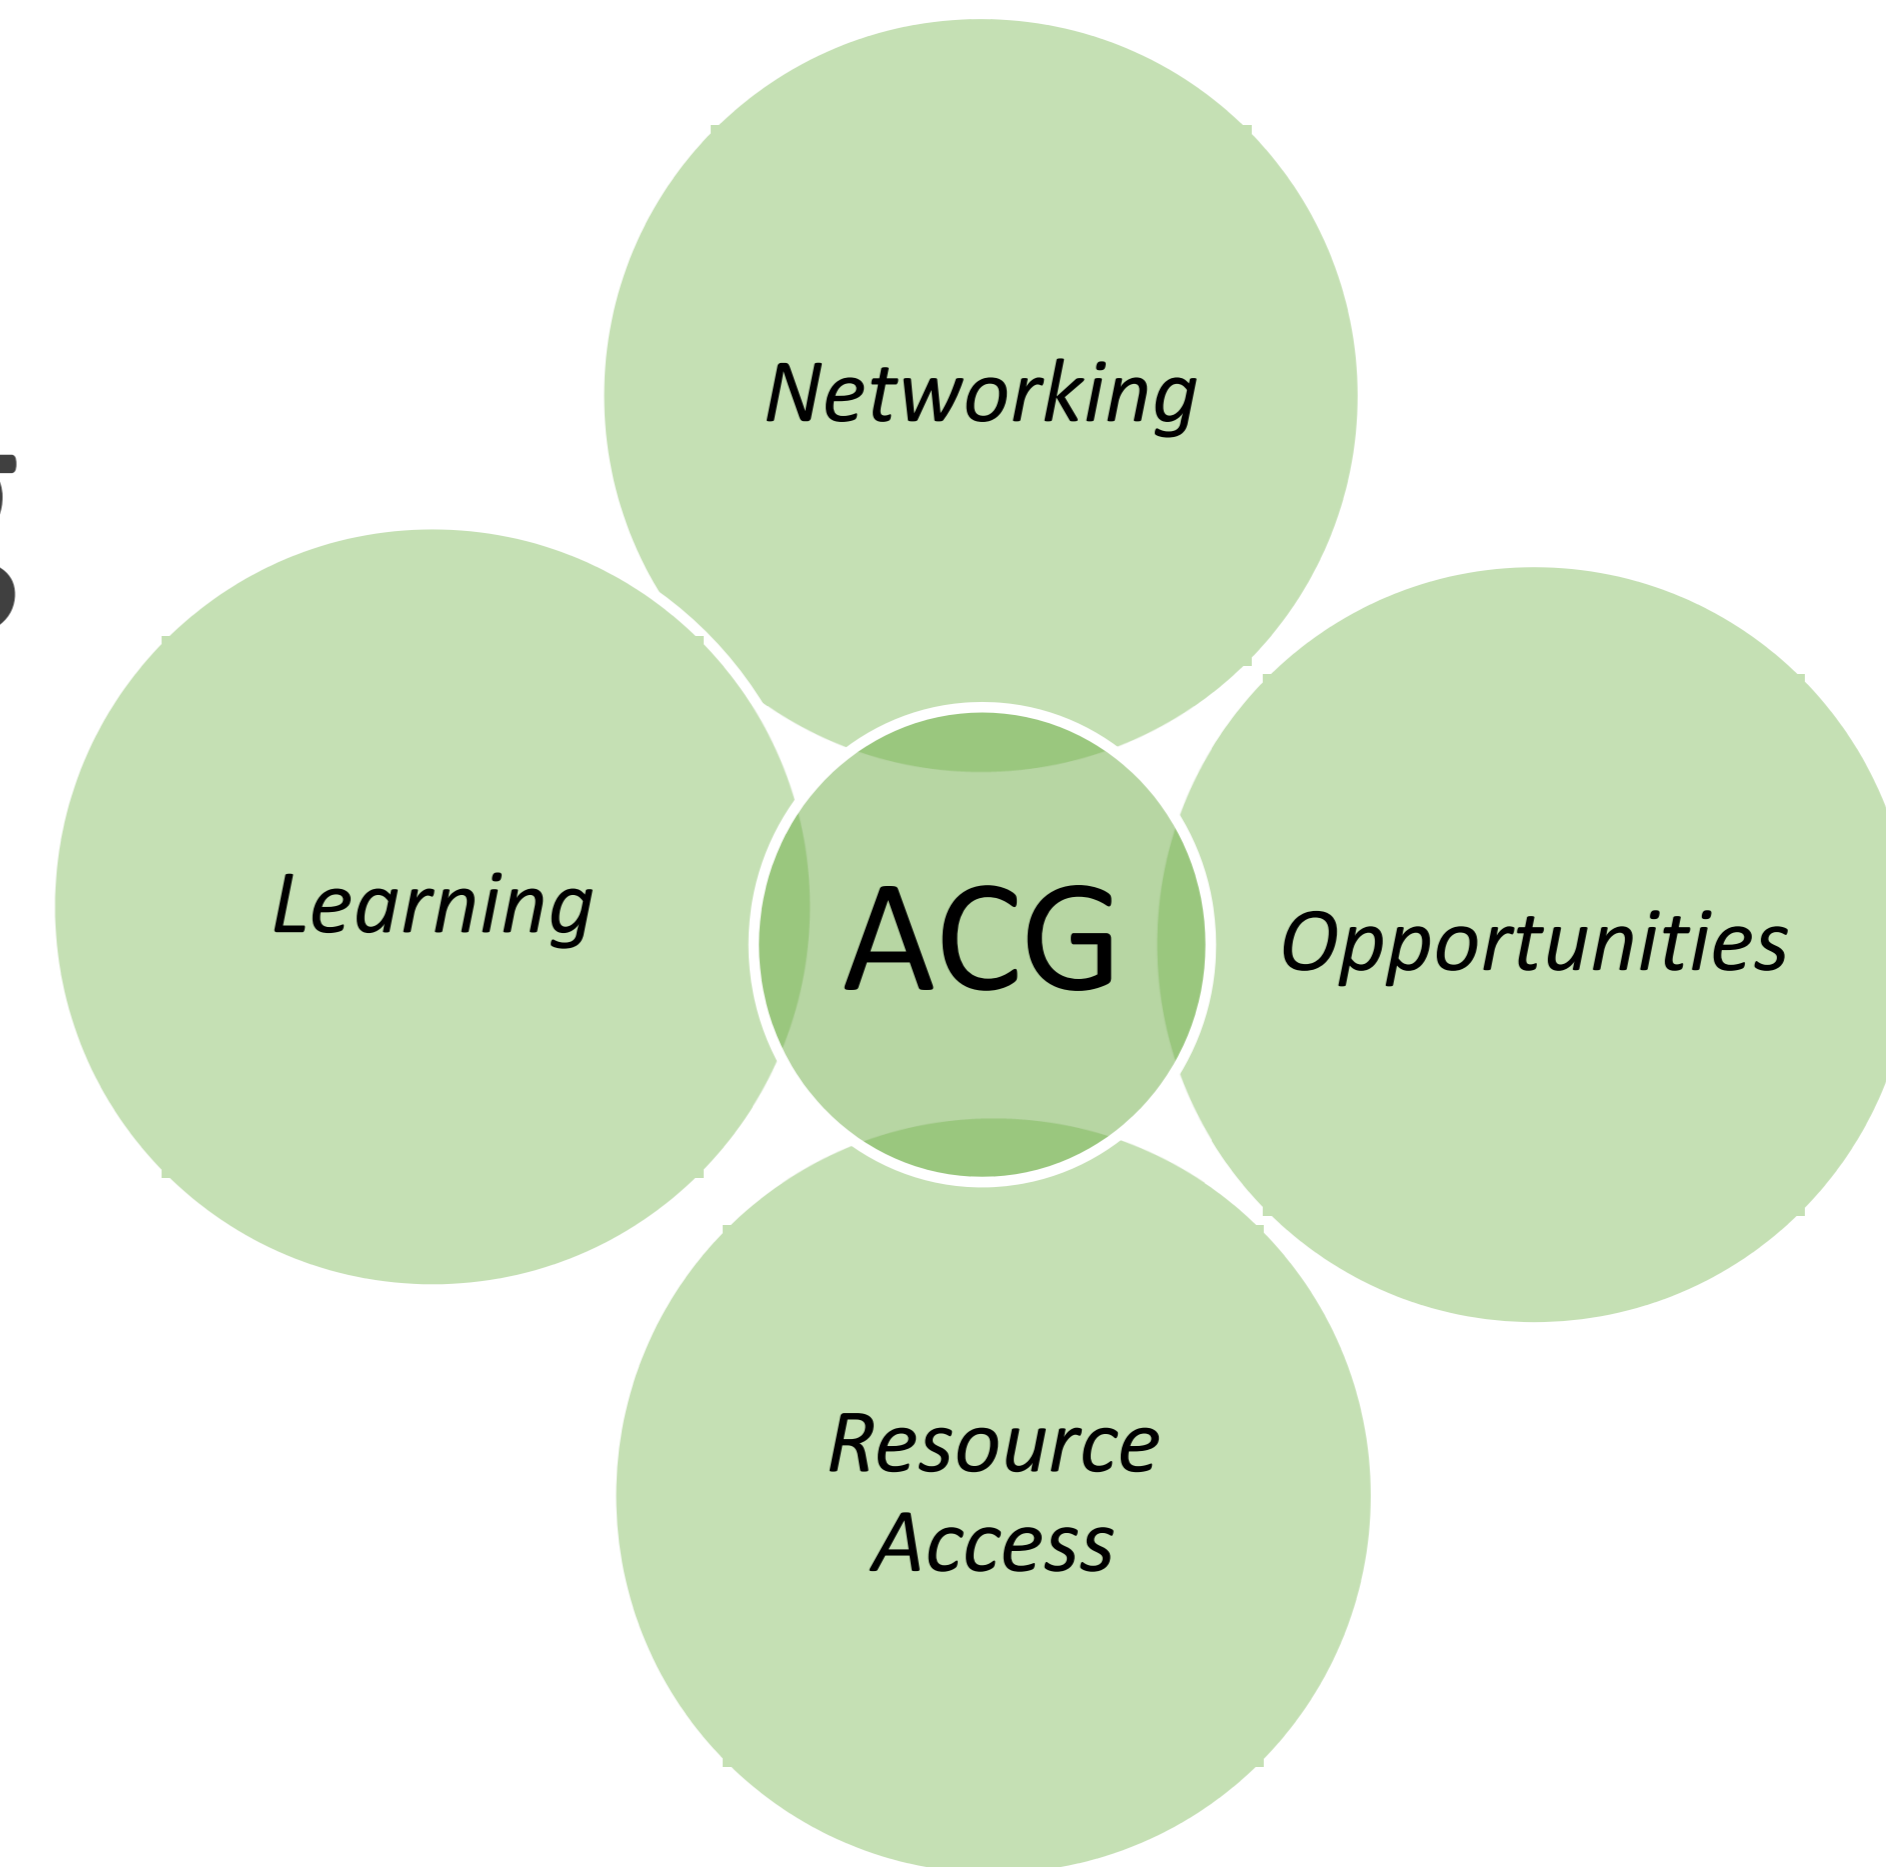 Networking
Learning
ACG
Opportunities
Resource
Access